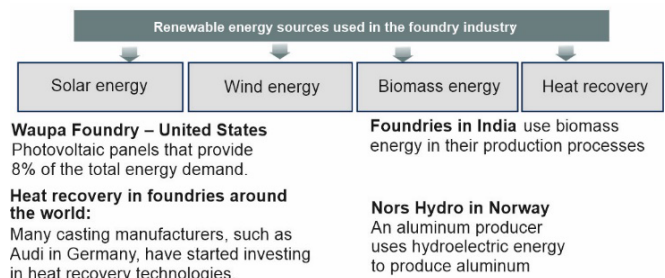 Renewable energy sources used in the foundry industry
Solar energy
Wind energy
Biomass energy
Heat recovery
Waupa Foundry – United States
Photovoltaic panels that provide
8% of the total energy demand.
Heat recovery in foundries around
the world:
Many casting manufacturers, such as
Audi in Germany, have started investing
in heat recovery technologies
Foundries in India use biomass
energy in their production processes
Nors Hydro in Norway
An aluminum producer
uses hydroelectric energy
to produce aluminum